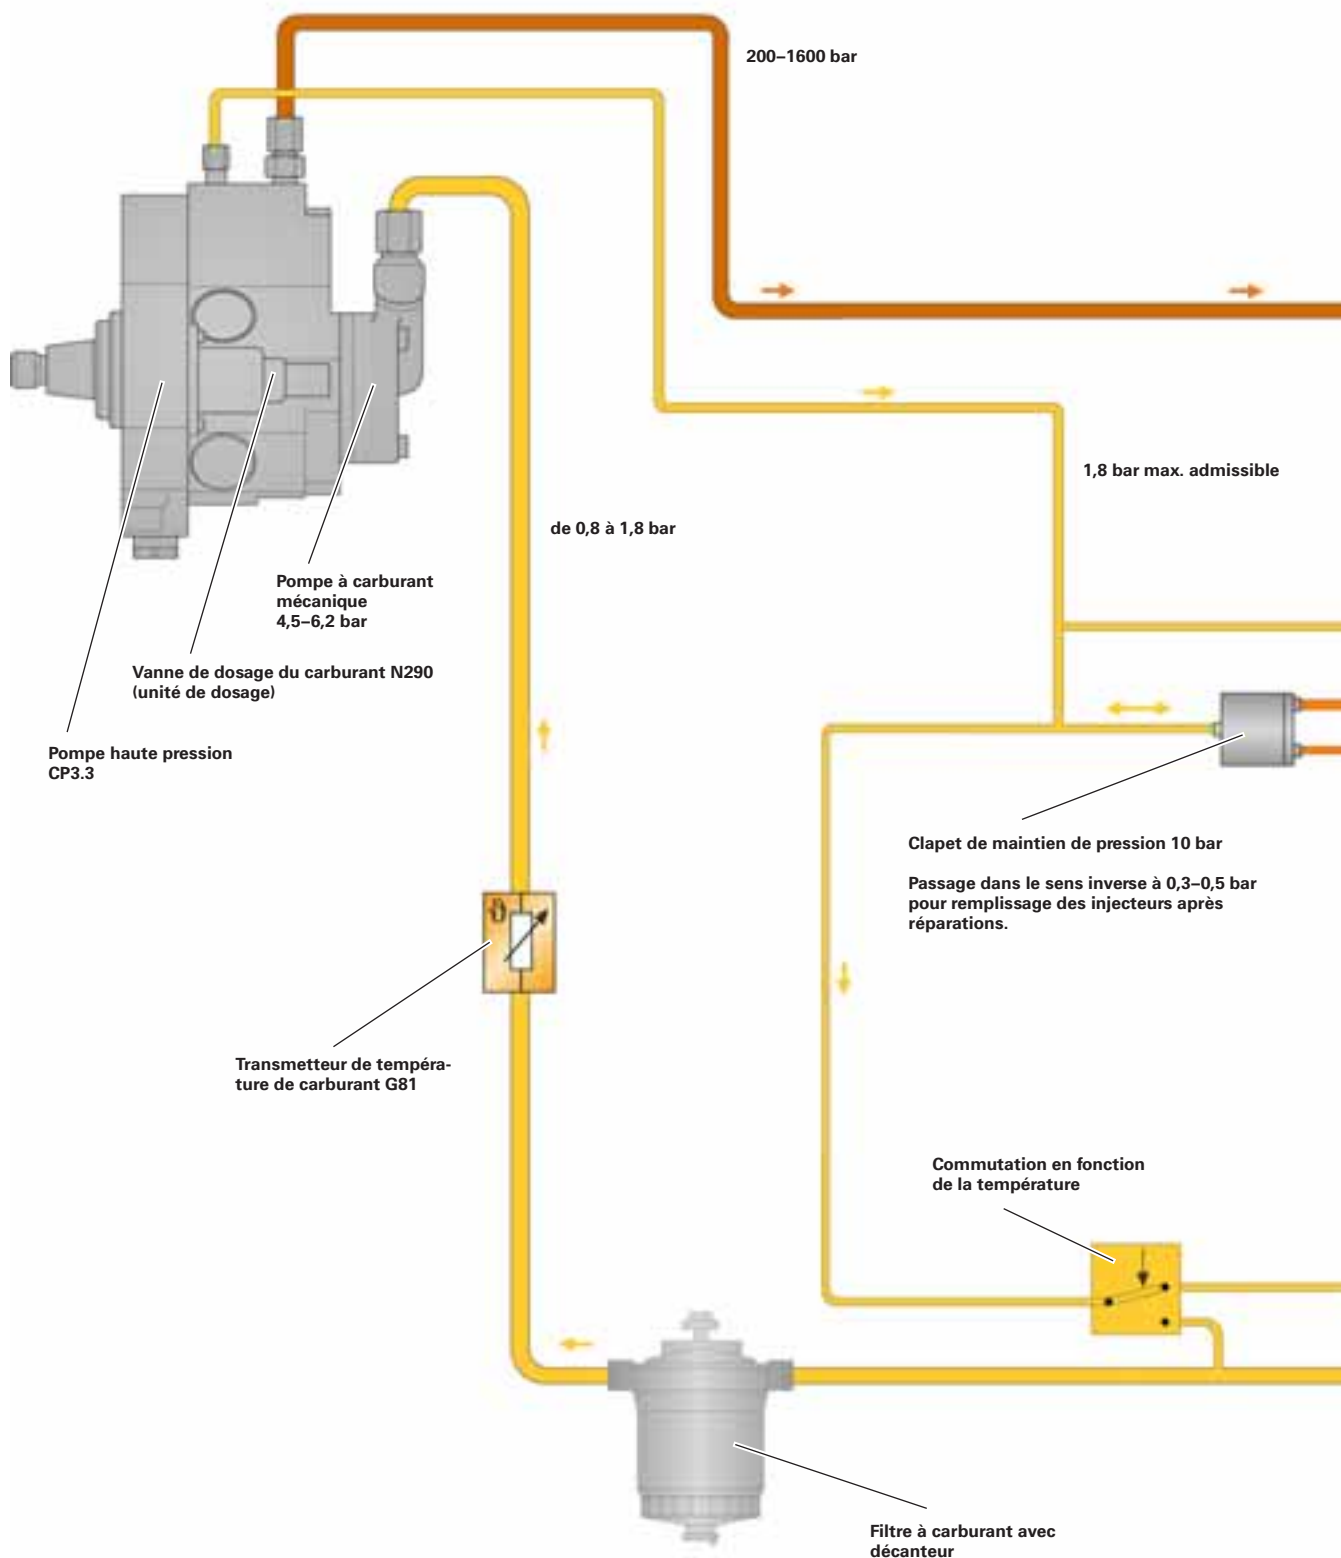 200–1600 bar
1,8 bar max. admissible
de 0,8 à 1,8 bar
Pompe à carburant
mécanique
4,5–6,2 bar
Vanne de dosage du carburant N290
(unité de dosage)
Pompe haute pression
CP3.3
Clapet de maintien de pression 10 bar
Passage dans le sens inverse à 0,3–0,5 bar
pour remplissage des injecteurs après
réparations.
Transmetteur de tempéra-
ture de carburant G81
Commutation en fonction
de la température
Filtre à carburant avec
décanteur